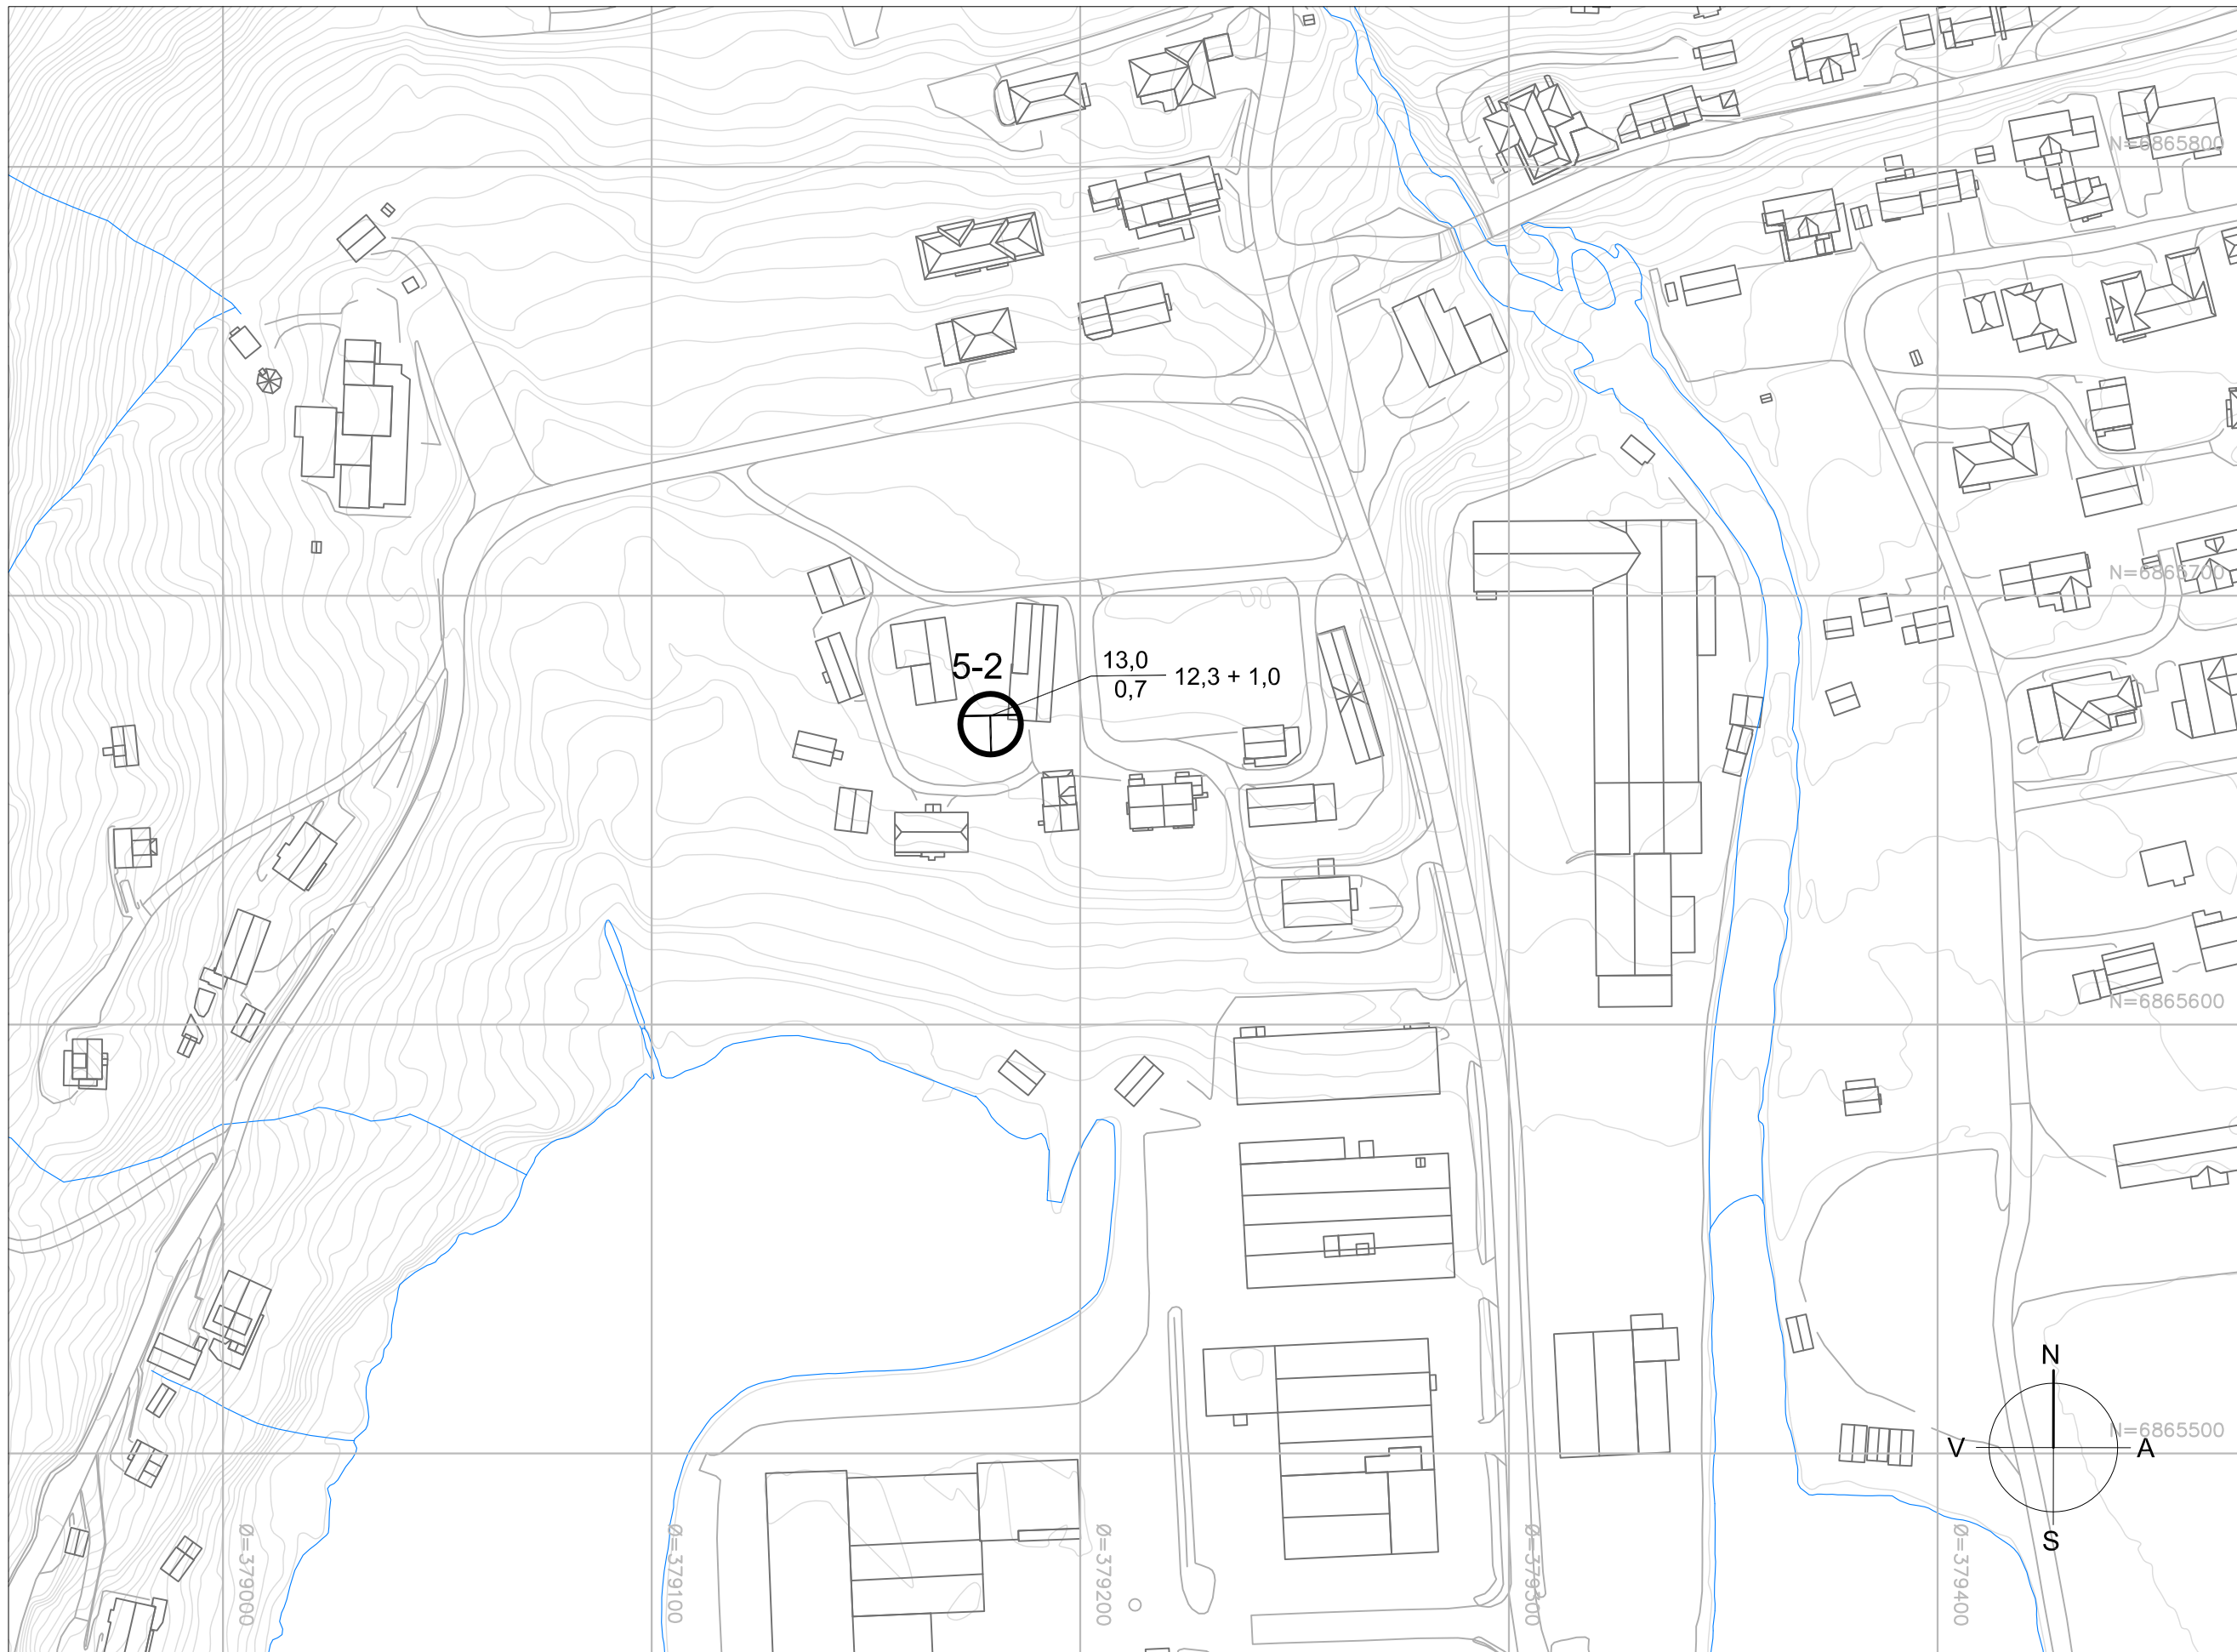 N=6865800
N=6865700
5-2
13,0
0,7
12,3 + 1,0
N=6865600
N
N=6865500
V
A
S
Ø=379000
Ø=379100
Ø=379200
Ø=379300
Ø=379400